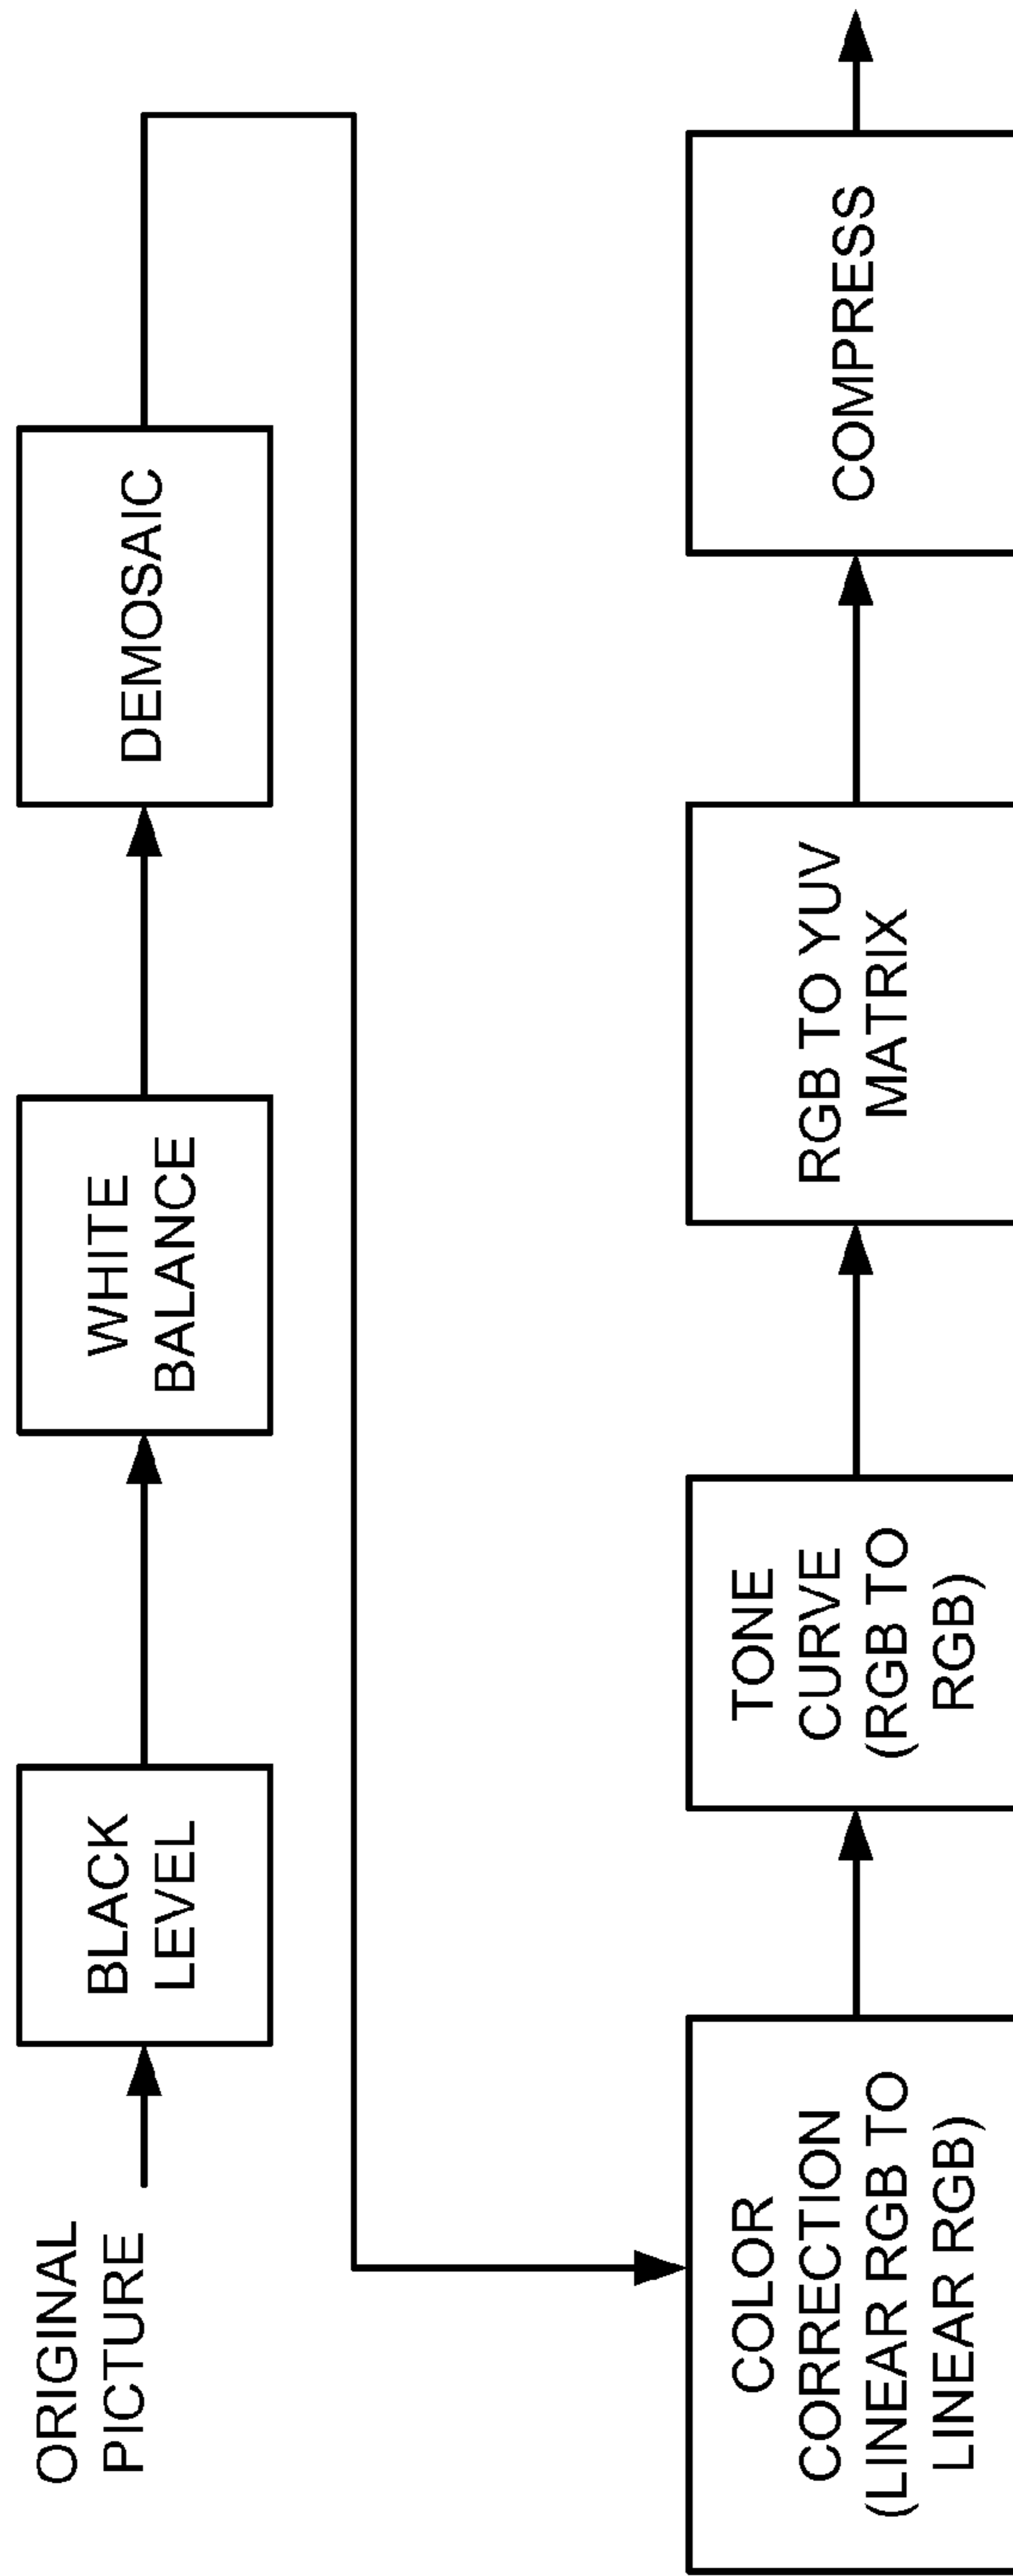 ORIGINAL
PICTURE
BLACK
LEVEL
WHITE
BALANCE
DEMOSAIC
COLOR
CORRECTION
(LINEAR RGB TO
LINEAR RGB)
TONE
CURVE
(RGB TO
RGB)
RGB TO YUV
MATRIX
COMPRESS